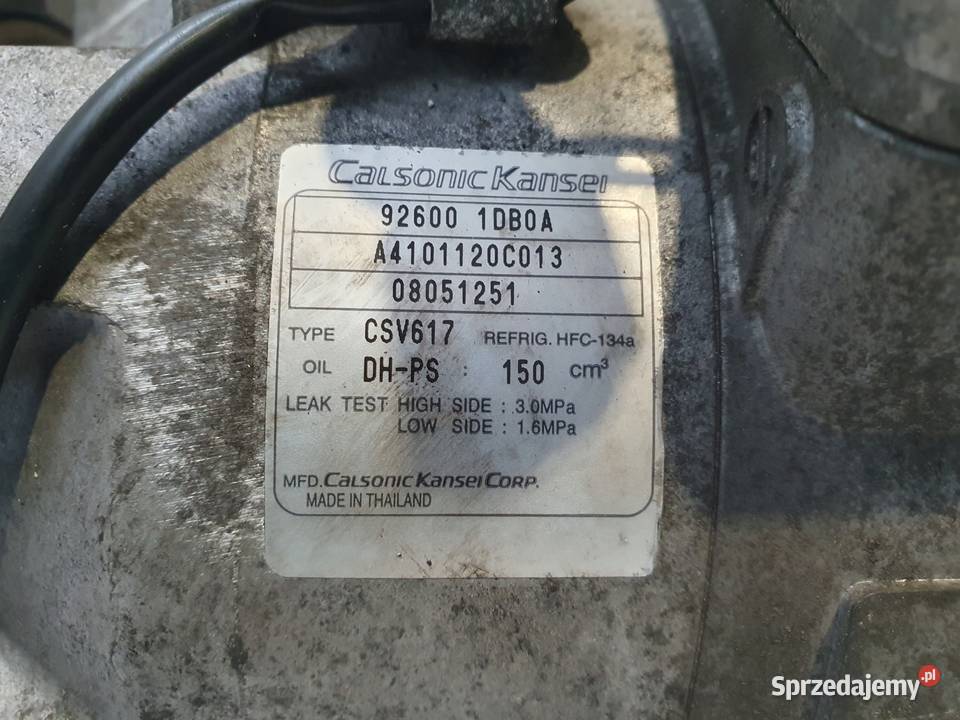 Calsonic Kansei
92600 1DB0A
A4101120C013
08051251
TYPE CSV617 REFRIG. HFC-134a
OIL DH-PS : 150 cm³
LEAK TEST HIGH SIDE : 3.0MPa
LOW SIDE : 1.6MPa
MFD. Calsonic Kansei Corp.
MADE IN THAILAND
Sprzedajemy.pl